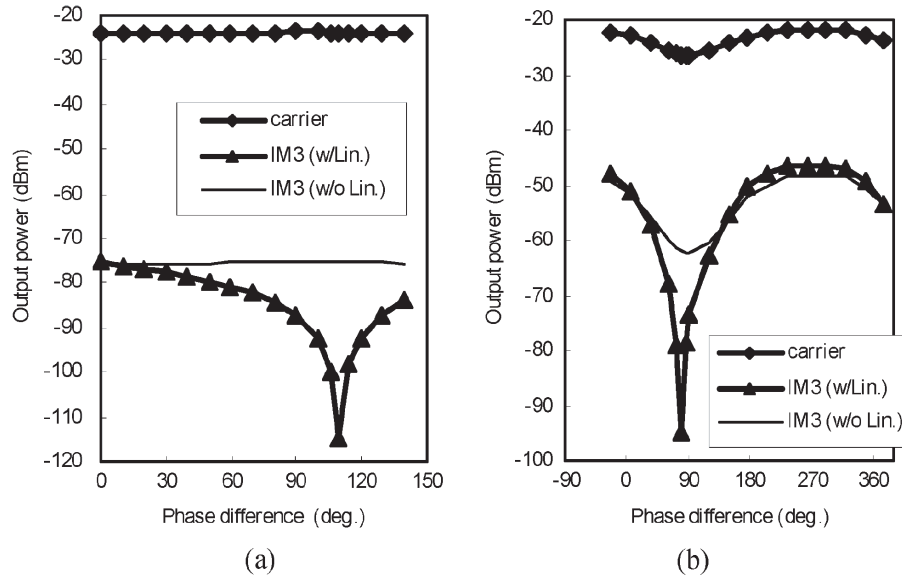 (a)
Output power (dBm)
-20
-30
-40
-50
-60
-70
-80
-90
-100
-110
-120
carrier
IM3 (w/Lin.)
IM3 (w/o Lin.)
0
30
60
90
120
150
Phase difference (deg.)
(a)
(b)
Output power (dBm)
-20
-30
-40
-50
-60
-70
-80
-90
-100
carrier
IM3 (w/Lin.)
IM3 (w/o Lin.)
-90
0
90
180
270
360
Phase difference (deg.)
(b)